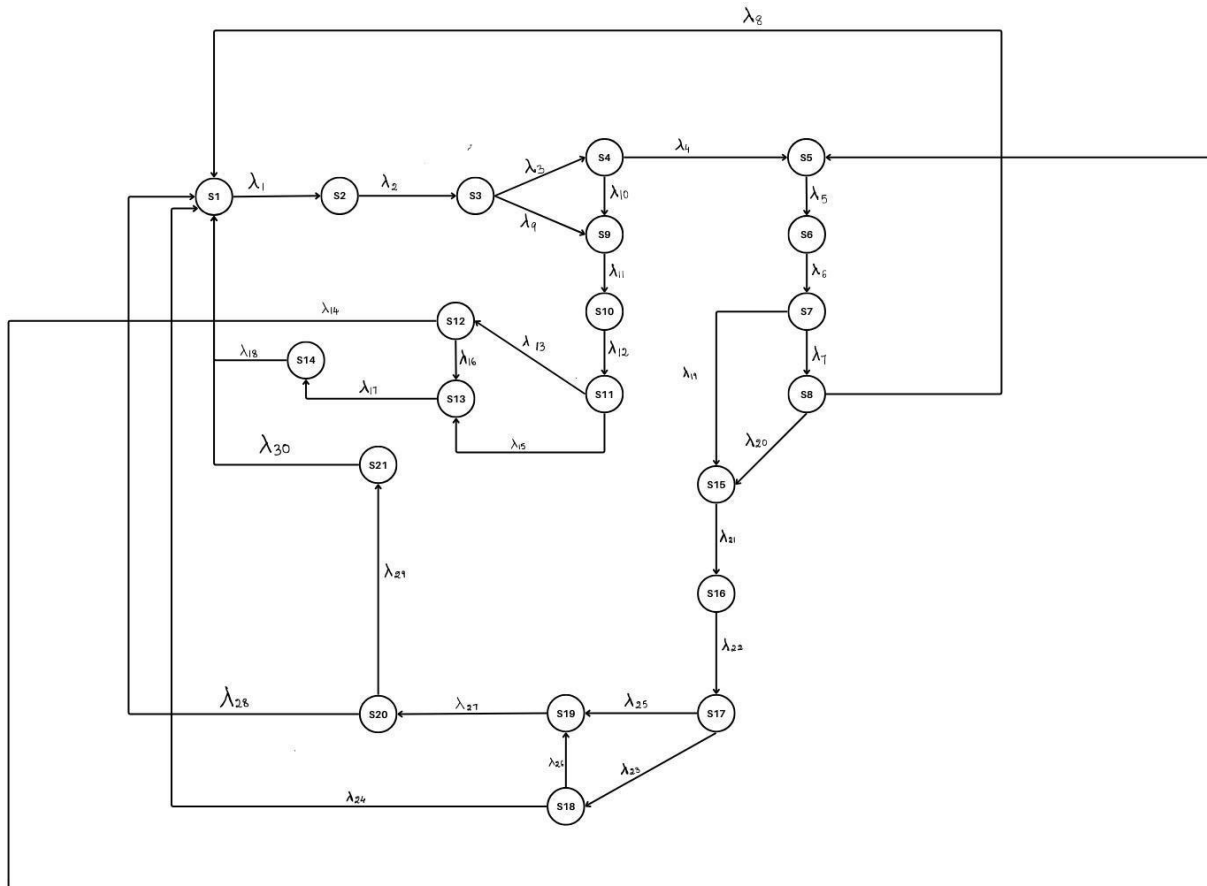 λ8
S4 λ4 S5
λ3
S1 λ1 S2 λ2 S3 λ10 λ5
λ9 S9 S6
λ11 λ6
λ14 S12 S10 S7
λ13 λ12
λ18 S14 λ16 λ7
λ19
λ17 S13 S11 S8
λ15 λ20
λ30 S21
S15
λ21
λ29
S16
λ22
λ28 S20 λ27 S19 λ25 S17
λ26 λ23
λ24 S18